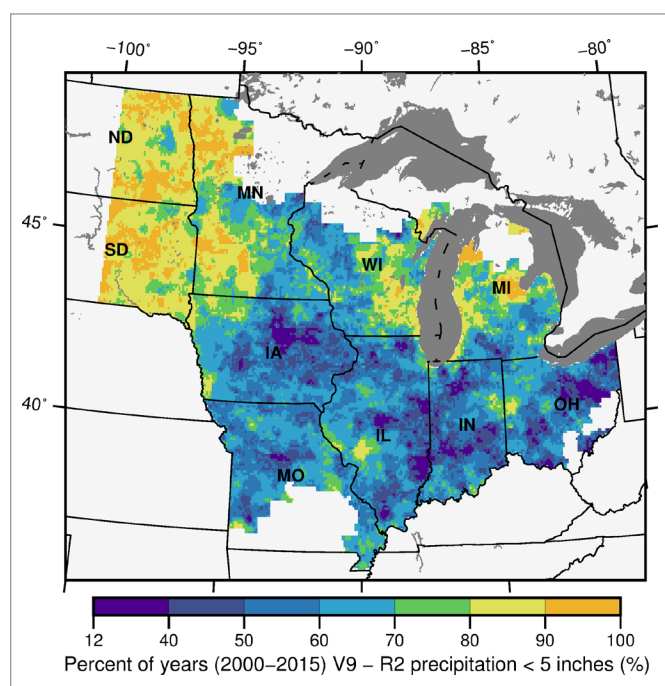 −100° −95° −90° −85° −80°
ND
MN
45°
SD
WI
MI
IA
40°
OH
IN
IL
MO
12 40 50 60 70 80 90 100
Percent of years (2000−2015) V9 − R2 precipitation < 5 inches (%)